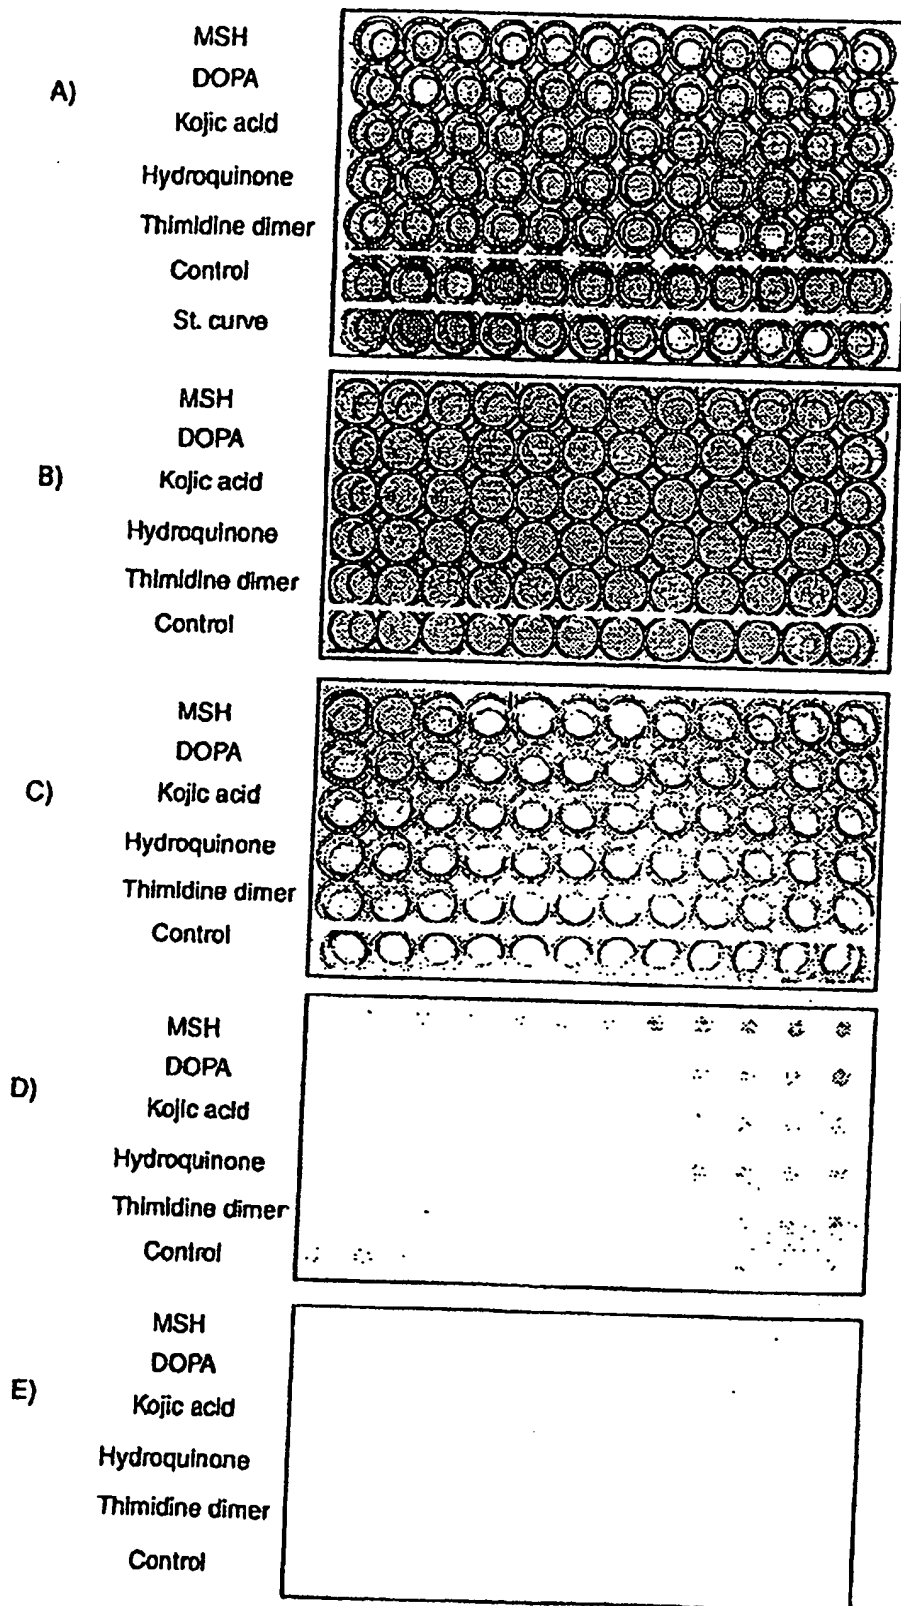 MSH
DOPA
A)
Kojic acid
Hydroquinone
Thimidine dimer
Control
St. curve
MSH
DOPA
B)
Kojic acid
Hydroquinone
Thimidine dimer
Control
MSH
DOPA
C)
Kojic acid
Hydroquinone
Thimidine dimer
Control
MSH
DOPA
D)
Kojic acid
Hydroquinone
Thimidine dimer
Control
MSH
DOPA
E)
Kojic acid
Hydroquinone
Thimidine dimer
Control